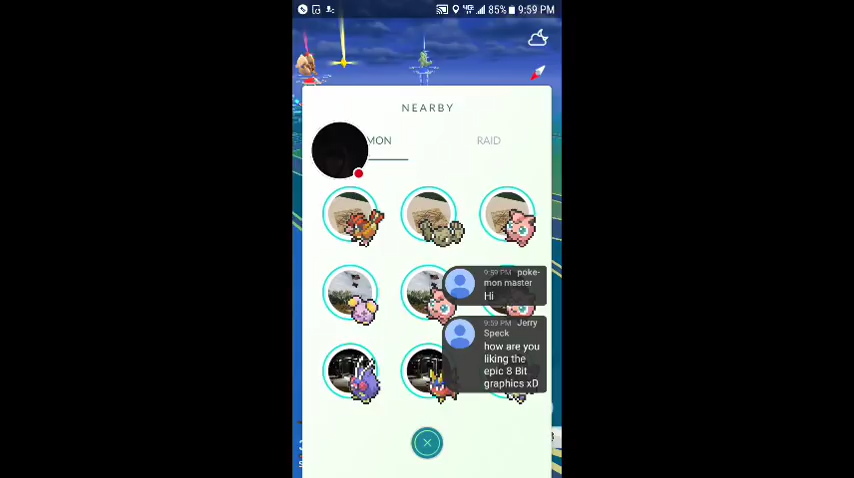 85% 9:59 PM
NEARBY
MON
RAID
9:59 PM poke-
mon master
Hi
9:59 PM Jerry
Speck
how are you
liking the
epic 8 Bit
graphics xD